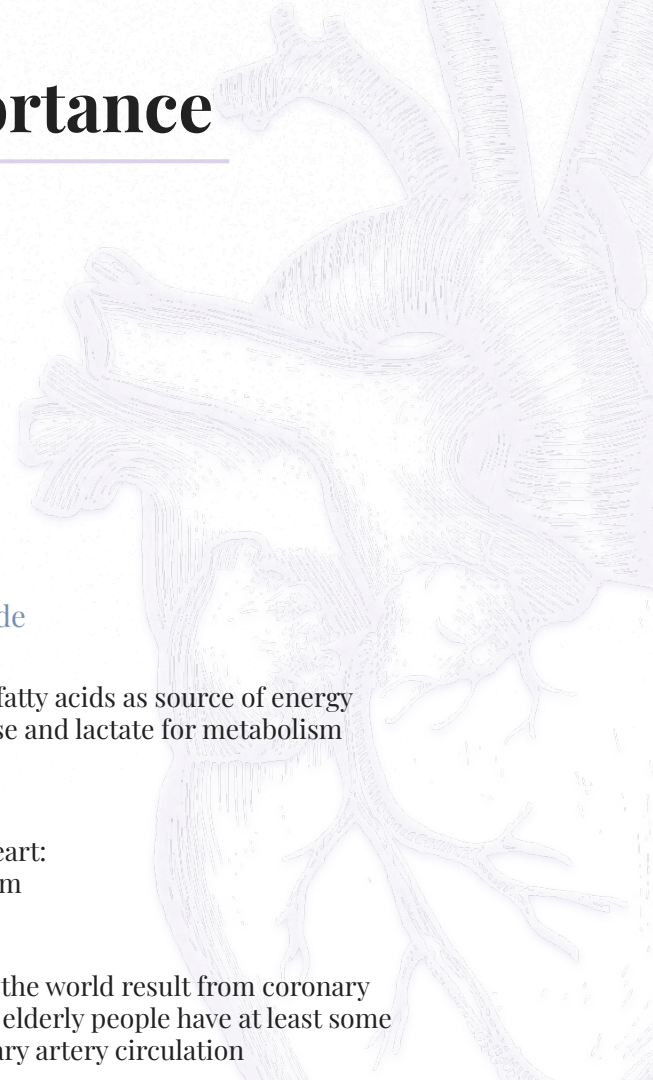 ortance
de
fatty acids as source of energy
se and lactate for metabolism
eart:
m
the world result from coronary
elderly people have at least some
ary artery circulation